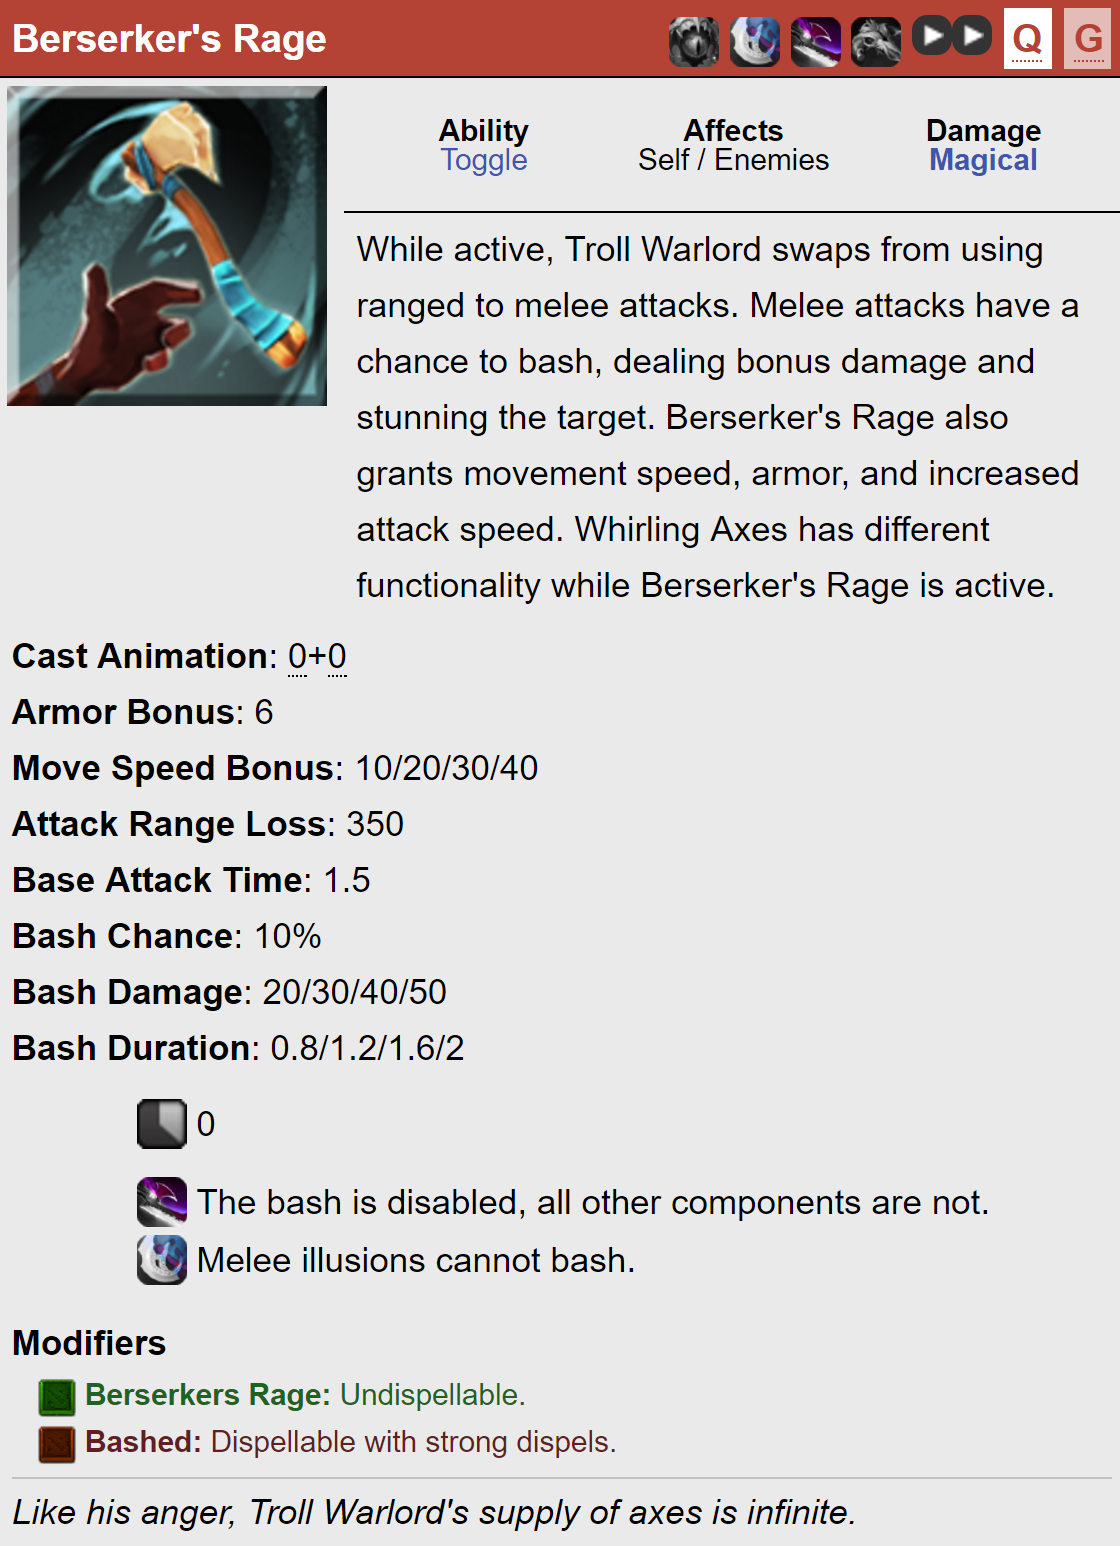 Berserker's Rage
Q G
Ability
Toggle
Affects
Self / Enemies
Damage
Magical
While active, Troll Warlord swaps from using
ranged to melee attacks. Melee attacks have a
chance to bash, dealing bonus damage and
stunning the target. Berserker's Rage also
grants movement speed, armor, and increased
attack speed. Whirling Axes has different
functionality while Berserker's Rage is active.
Cast Animation: 0+0
Armor Bonus: 6
Move Speed Bonus: 10/20/30/40
Attack Range Loss: 350
Base Attack Time: 1.5
Bash Chance: 10%
Bash Damage: 20/30/40/50
Bash Duration: 0.8/1.2/1.6/2
0
The bash is disabled, all other components are not.
Melee illusions cannot bash.
Modifiers
Berserkers Rage: Undispellable.
Bashed: Dispellable with strong dispels.
Like his anger, Troll Warlord's supply of axes is infinite.